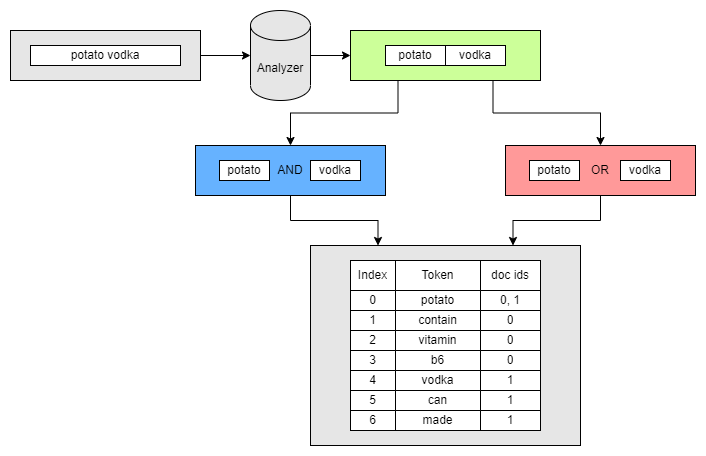 potato vodka
Analyzer
potato vodka
potato AND vodka
potato OR vodka
Index Token doc ids
0 potato 0, 1
1 contain 0
2 vitamin 0
3 b6 0
4 vodka 1
5 can 1
6 made 1